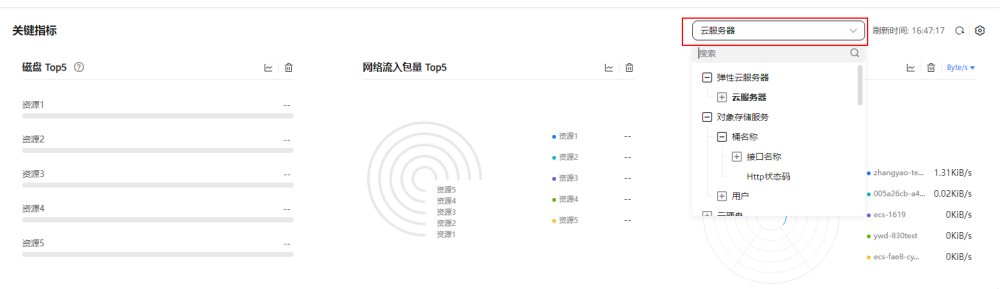 关键指标
云服务器
刷新时间: 16:47:17
磁盘 Top5
资源1
--
资源2
--
资源3
--
资源4
--
资源5
--
网络流入包量 Top5
资源5
资源4
资源3
资源2
资源1
资源1 --
资源2 --
资源3 --
资源4 --
资源5 --
搜索
弹性云服务器
云服务器
对象存储服务
桶名称
接口名称
Http状态码
用户
云硬盘
Byte/s
zhangyao-te... 1.31KiB/s
005a26cb-a4... 0.02KiB/s
ecs-1619 0KiB/s
ywd-830test 0KiB/s
ecs-fae8-cy... 0KiB/s